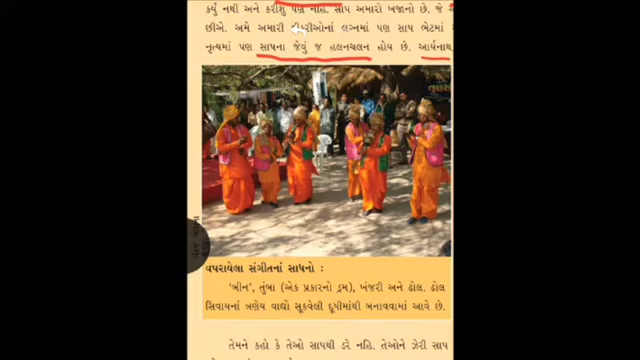 કર્યું નથી અને કરીશું પણ નહિ. સાપ અમારો ખજાનો છે. જે
છીએ. અમે અમારી દીકરીઓનાં લગ્નમાં પણ સાપ ભેટમાં
નૃત્યમાં પણ સાપના જેવું જ હલનચલન હોય છે. આર્યનાથ
વપરાયેલા સંગીતનાં સાધનો :
'બીન', તુંબા (એક પ્રકારનો ડ્રમ), ખંજરી અને ઢોલ. ઢોલ
સિવાયનાં ત્રણેય વાદ્યો સૂકવેલી દૂધીમાંથી બનાવવામાં આવે છે.
તેમને કહો કે તેઓ સાપથી ડરે નહિ. તેઓને ઝેરી સાપ